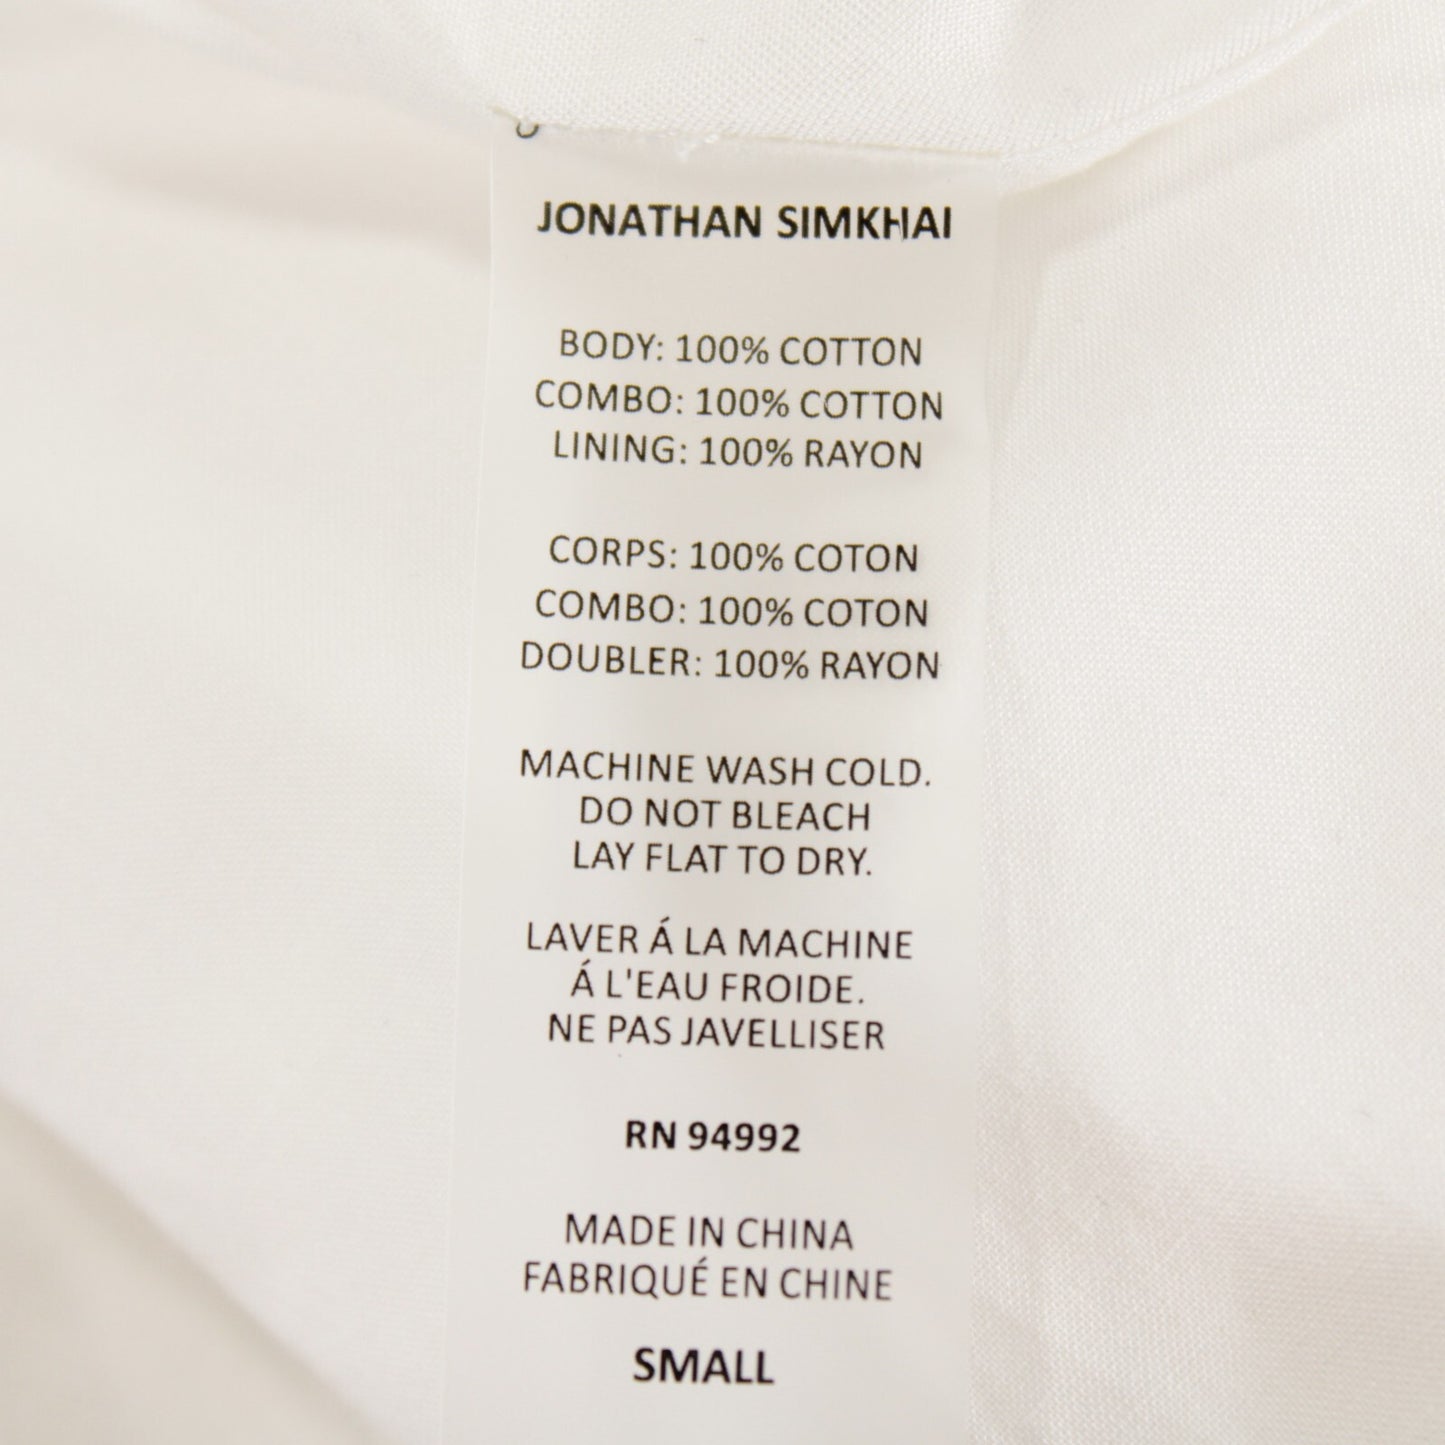 JONATHAN SIMKHAI
BODY: 100% COTTON
COMBO: 100% COTTON
LINING: 100% RAYON
CORPS: 100% COTON
COMBO: 100% COTON
DOUBLER: 100% RAYON
MACHINE WASH COLD.
DO NOT BLEACH
LAY FLAT TO DRY.
LAVER Á LA MACHINE
Á L'EAU FROIDE.
NE PAS JAVELLISER
RN 94992
MADE IN CHINA
FABRIQUÉ EN CHINE
SMALL